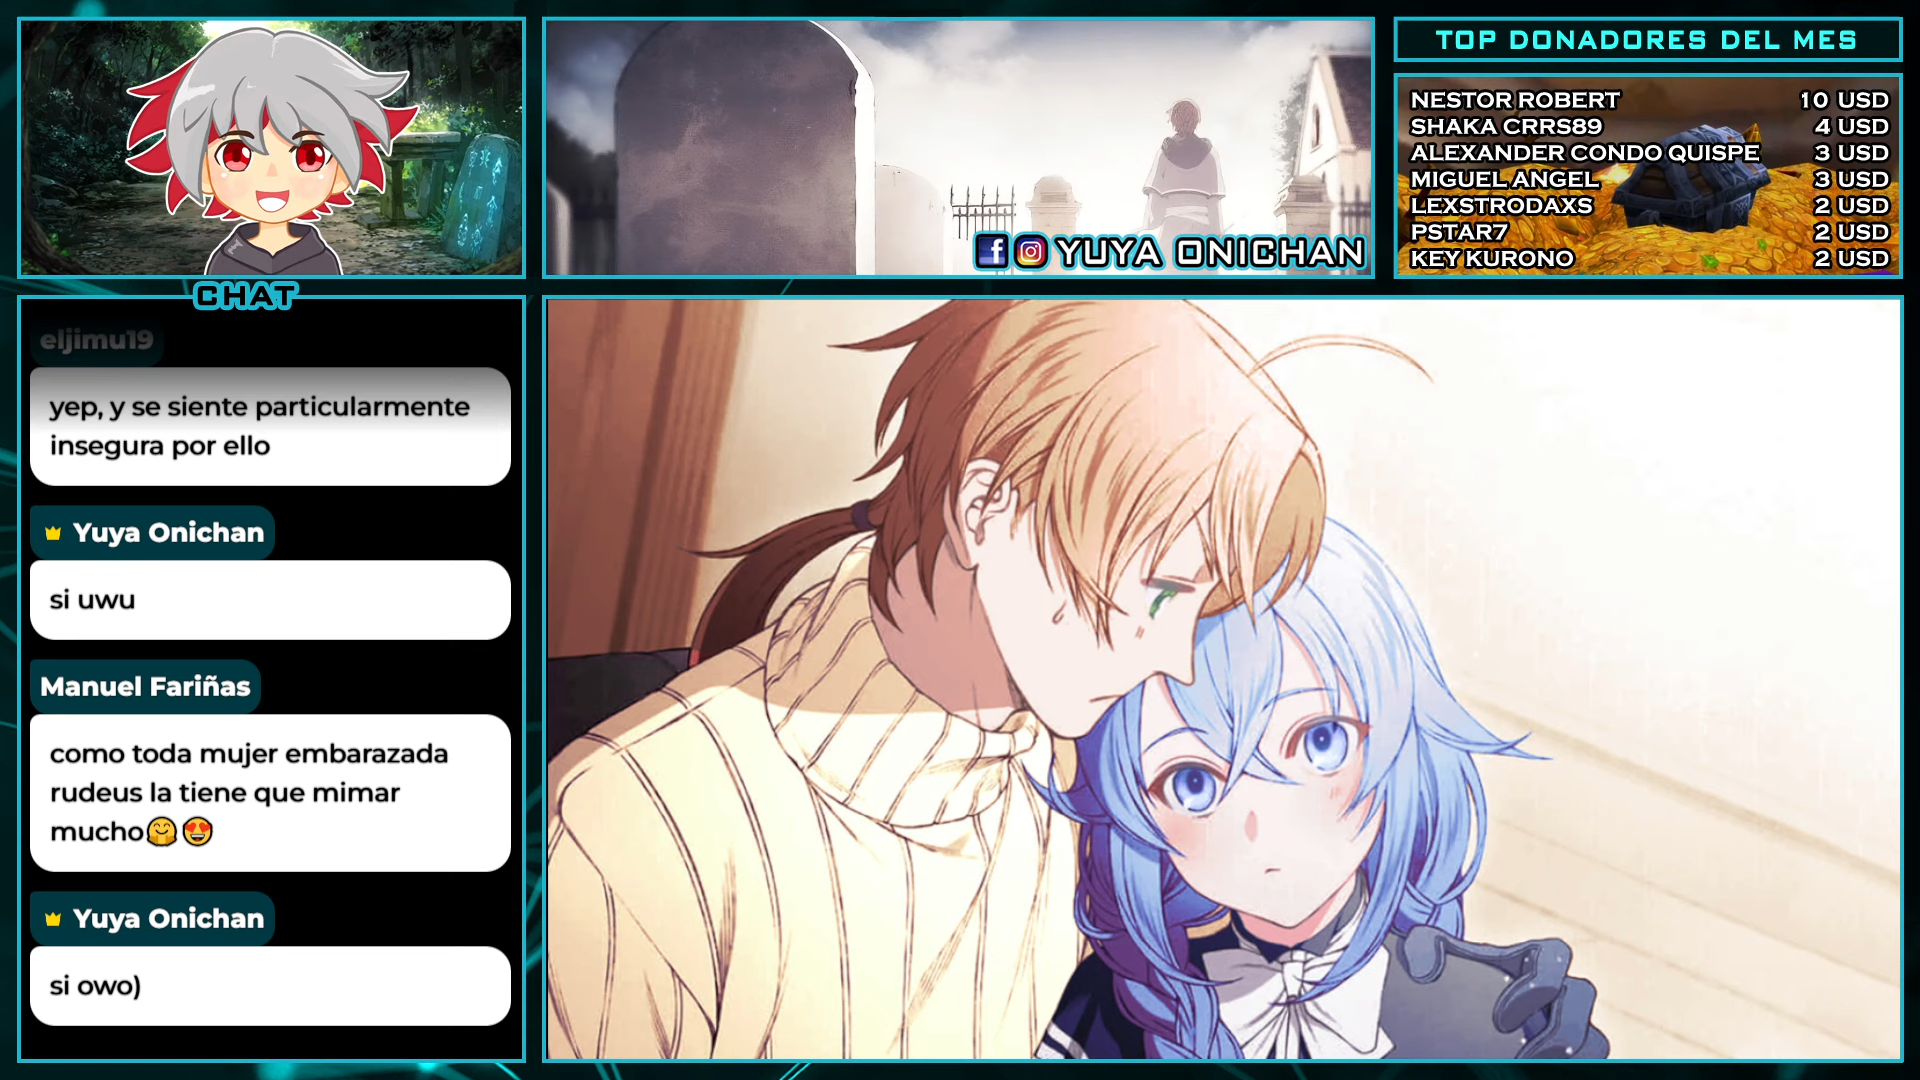 YUYA ONICHAN
TOP DONADORES DEL MES
NESTOR ROBERT 10 USD
SHAKA CRRS89 4 USD
ALEXANDER CONDO QUISPE 3 USD
MIGUEL ANGEL 3 USD
LEXSTRODAXS 2 USD
PSTAR7 2 USD
KEY KURONO 2 USD
CHAT
eljimu19
yep, y se siente particularmente
insegura por ello
Yuya Onichan
si uwu
Manuel Fariñas
como toda mujer embarazada
rudeus la tiene que mimar
mucho🤗😍
Yuya Onichan
si owo)